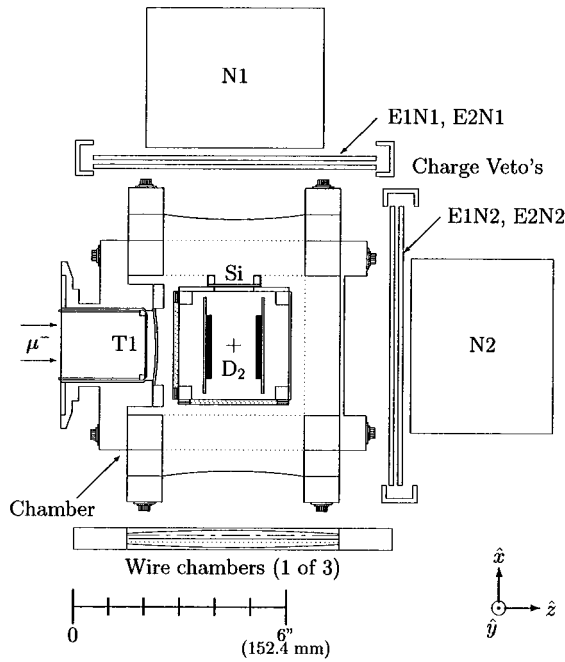 N1
E1N1, E2N1
Charge Veto's
E1N2, E2N2
Si
μ⁻
T1
+
D₂
N2
Chamber
Wire chambers (1 of 3)
0
6"
(152.4 mm)
x̂
ẑ
ŷ